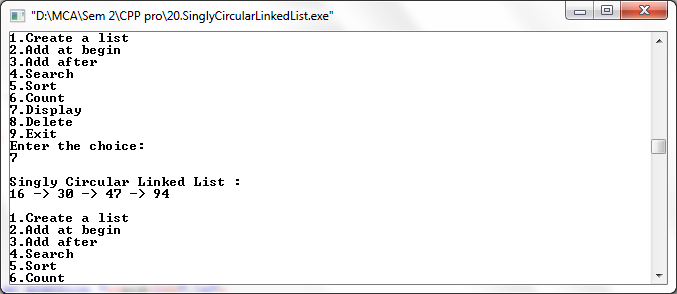 "D:\MCA\Sem 2\CPP pro\20.SinglyCircularLinkedList.exe"
1.Create a list
2.Add at begin
3.Add after
4.Search
5.Sort
6.Count
7.Display
8.Delete
9.Exit
Enter the choice:
7
Singly Circular Linked List :
16 -> 30 -> 47 -> 94
1.Create a list
2.Add at begin
3.Add after
4.Search
5.Sort
6.Count